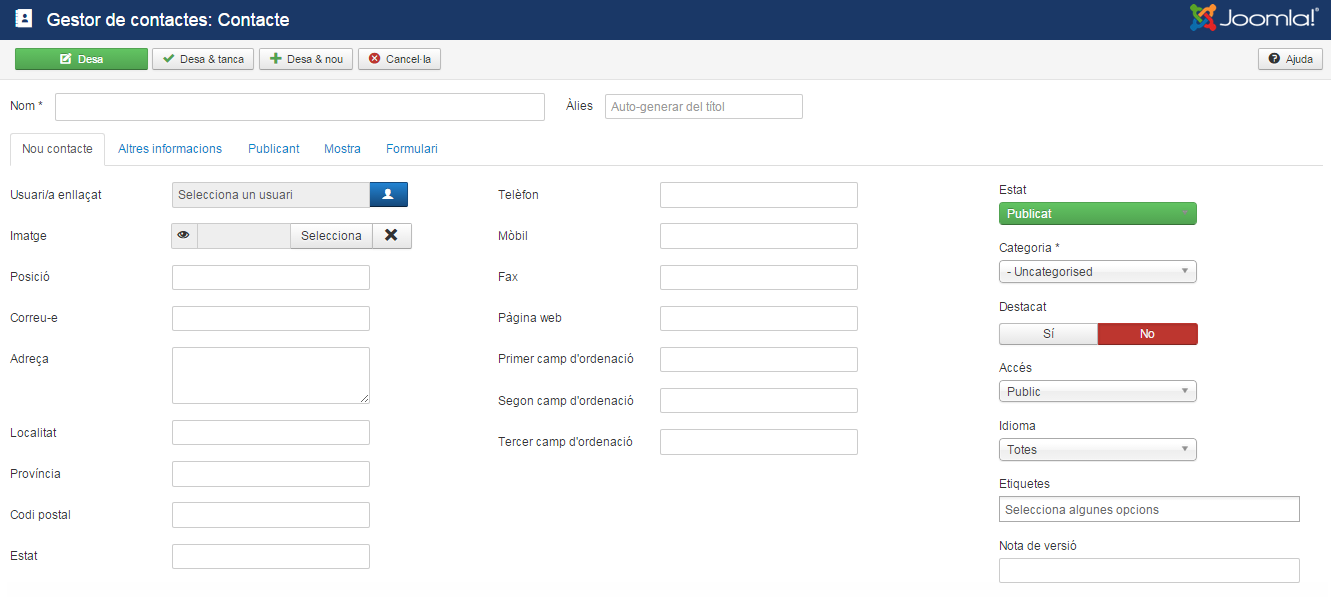 Gestor de contactes: Contacte
Joomla!®
Desa
Desa & tanca
Desa & nou
Cancel·la
Ajuda
Nom *
Àlies
Auto-generar del títol
Nou contacte
Altres informacions
Publicant
Mostra
Formulari
Usuari/a enllaçat
Selecciona un usuari
Imatge
Selecciona
Posició
Correu-e
Adreça
Localitat
Província
Codi postal
Estat
Telèfon
Mòbil
Fax
Pàgina web
Primer camp d'ordenació
Segon camp d'ordenació
Tercer camp d'ordenació
Estat
Publicat
Categoria *
- Uncategorised
Destacat
Sí
No
Accés
Public
Idioma
Totes
Etiquetes
Selecciona algunes opcions
Nota de versió